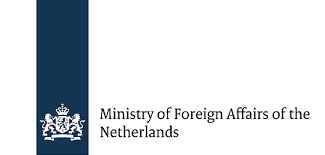 Ministry of Foreign Affairs of the
Netherlands